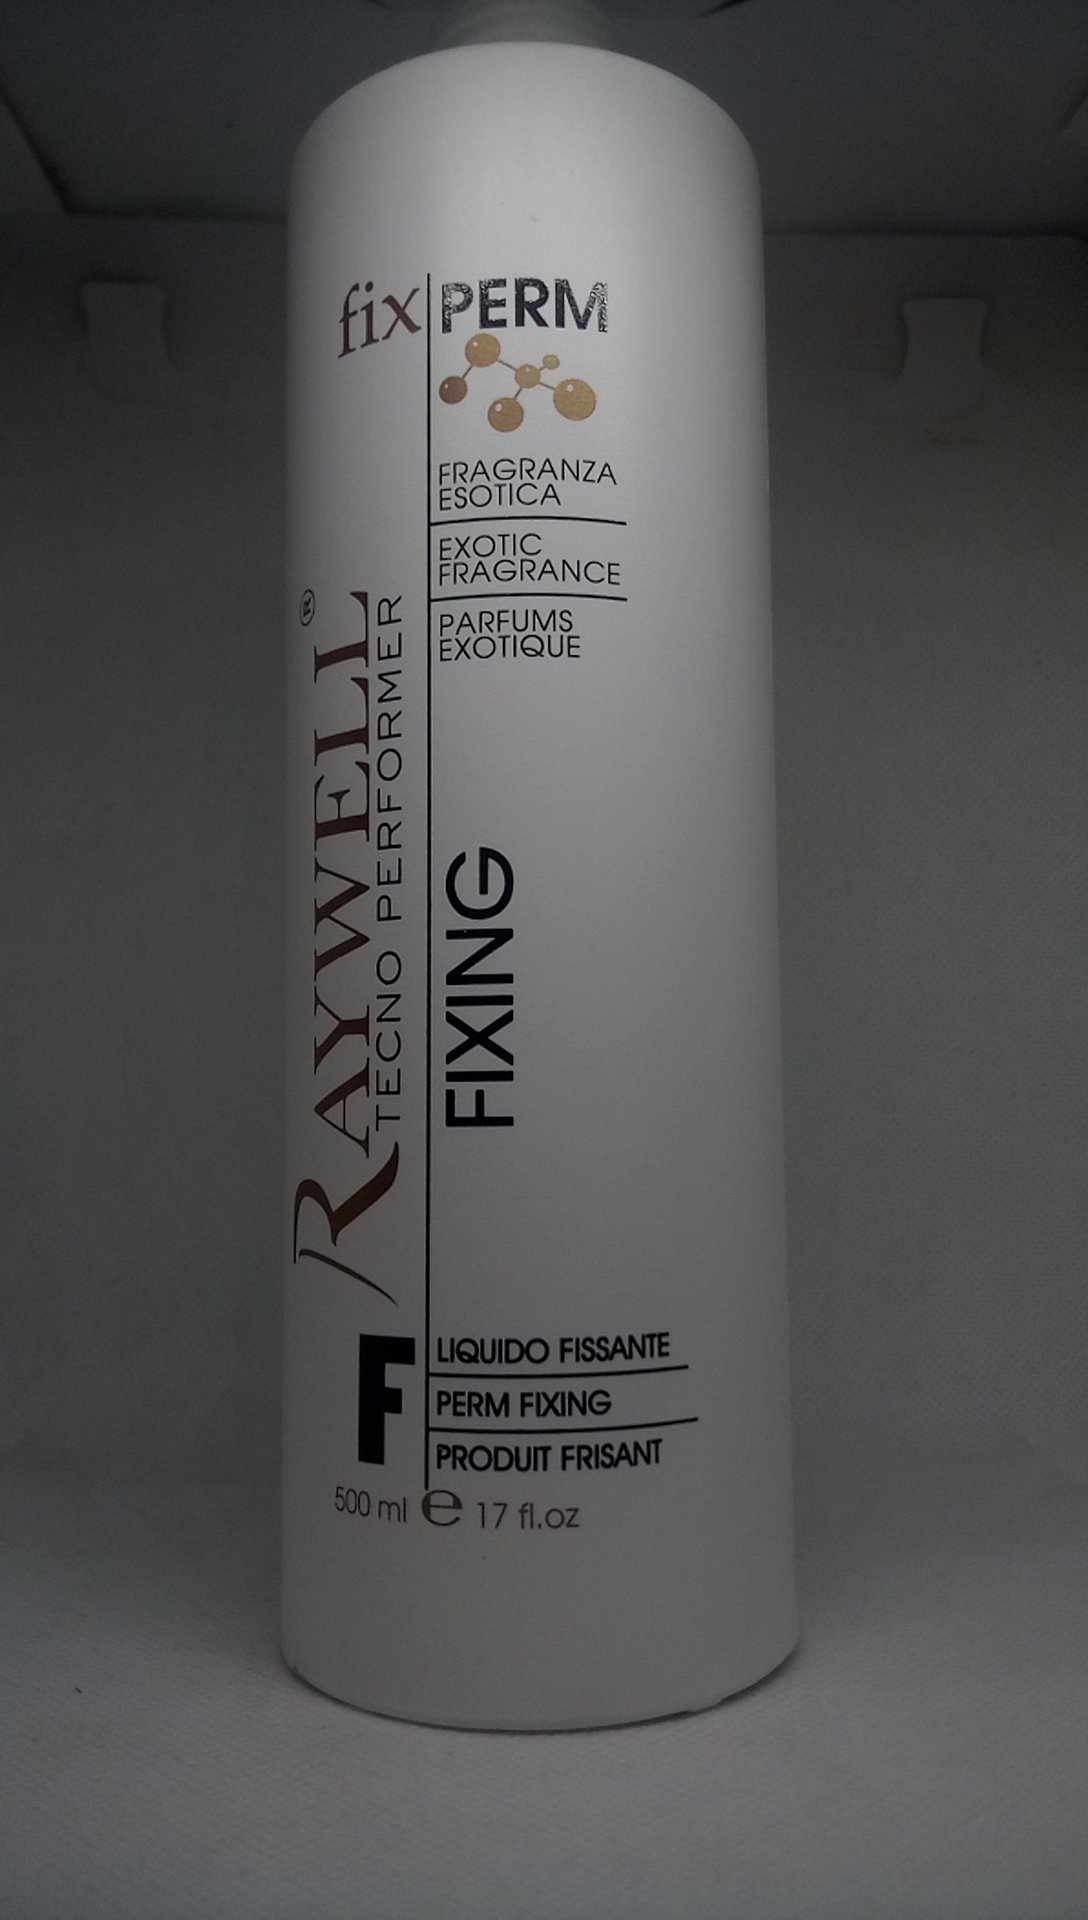 fix PERM
FRAGRANZA
ESOTICA
EXOTIC
FRAGRANCE
PARFUMS
EXOTIQUE
RAYWELL®
TECNO PERFORMER
FIXING
F
LIQUIDO FISSANTE
PERM FIXING
PRODUIT FRISANT
500 ml e 17 fl.oz